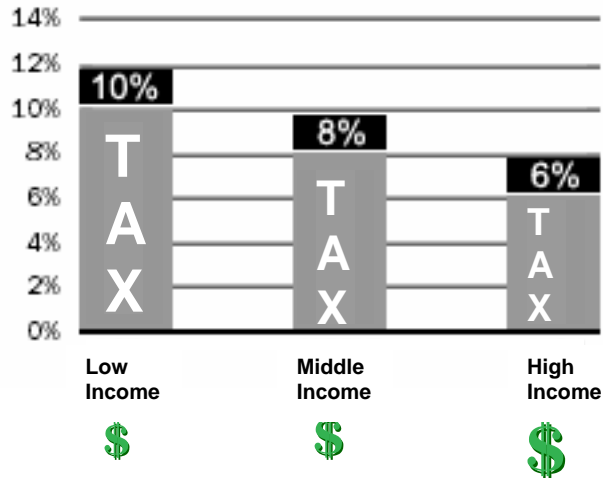 14%
12%
10%
8%
6%
4%
2%
0%
10%
8%
6%
T
A
X
T
A
X
T
A
X
Low
Income
Middle
Income
High
Income
$
$
$